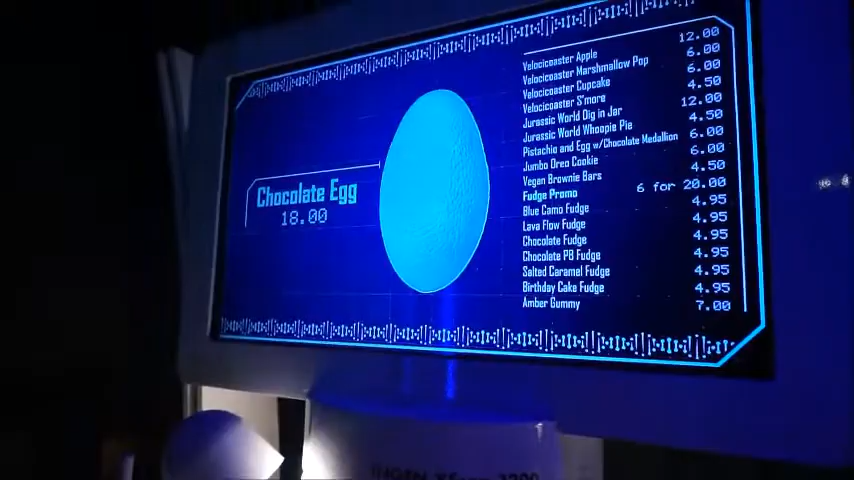 Chocolate Egg
18.00
Velocicoaster Apple 12.00
Velocicoaster Marshmallow Pop 6.00
Velocicoaster Cupcake 6.00
Velocicoaster S'more 4.50
Jurassic World Dig in Jar 12.00
Jurassic World Whoopie Pie 4.50
Pistachio and Egg w/Chocolate Medallion 6.00
Jumbo Oreo Cookie 6.00
Vegan Brownie Bars 4.50
Fudge Promo 6 for 20.00
Blue Camo Fudge 4.95
Lava Flow Fudge 4.95
Chocolate Fudge 4.95
Chocolate PB Fudge 4.95
Salted Caramel Fudge 4.95
Birthday Cake Fudge 4.95
Amber Gummy 7.00